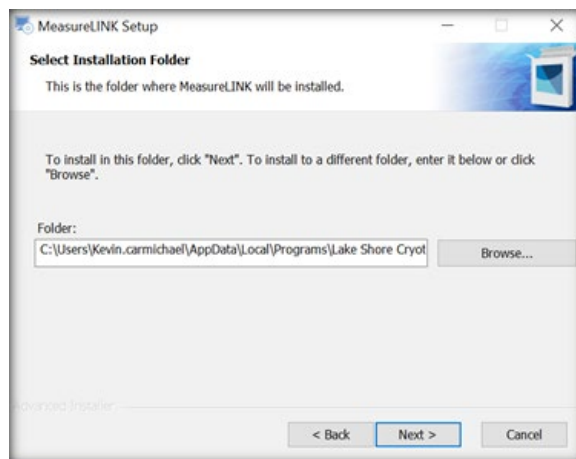 MeasureLINK Setup
Select Installation Folder
This is the folder where MeasureLINK will be installed.
To install in this folder, click "Next". To install to a different folder, enter it below or click
"Browse".
Folder:
C:\Users\Kevin.carmichael\AppData\Local\Programs\Lake Shore Cryot
Browse...
Advanced Installer
< Back
Next >
Cancel